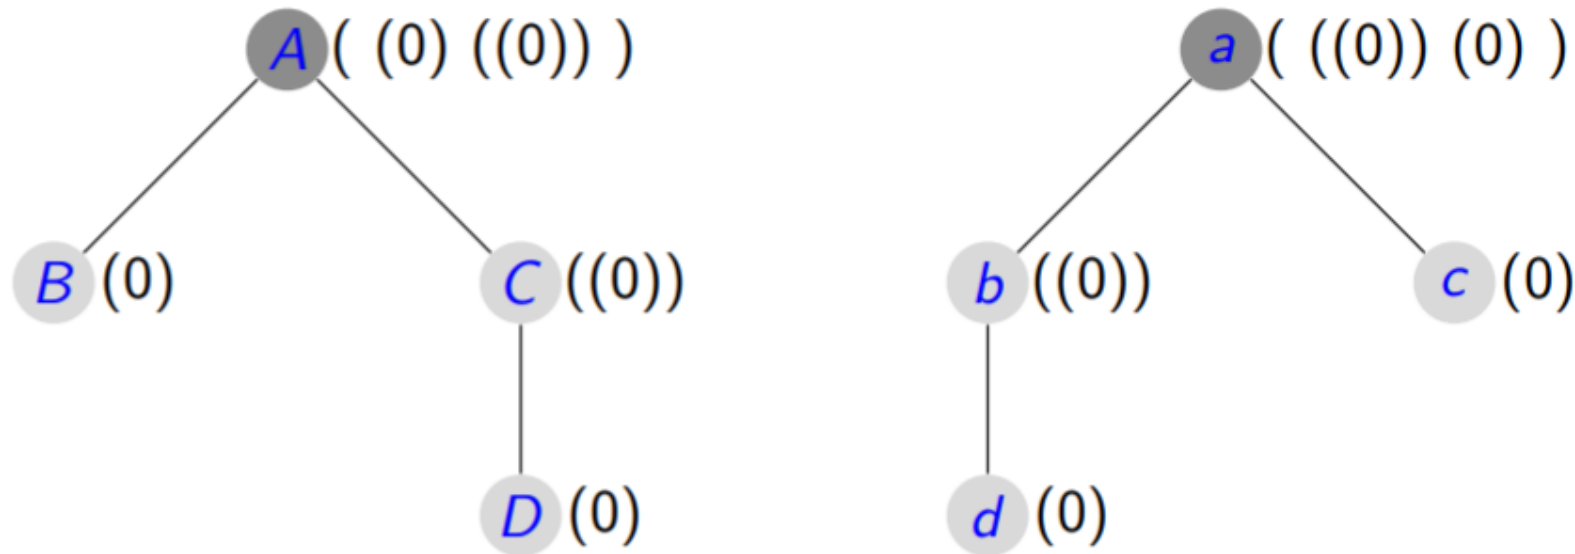 A( (0) ((0)) ) a( ((0)) (0) )
B(0) C((0)) b((0)) c(0)
D(0) d(0)